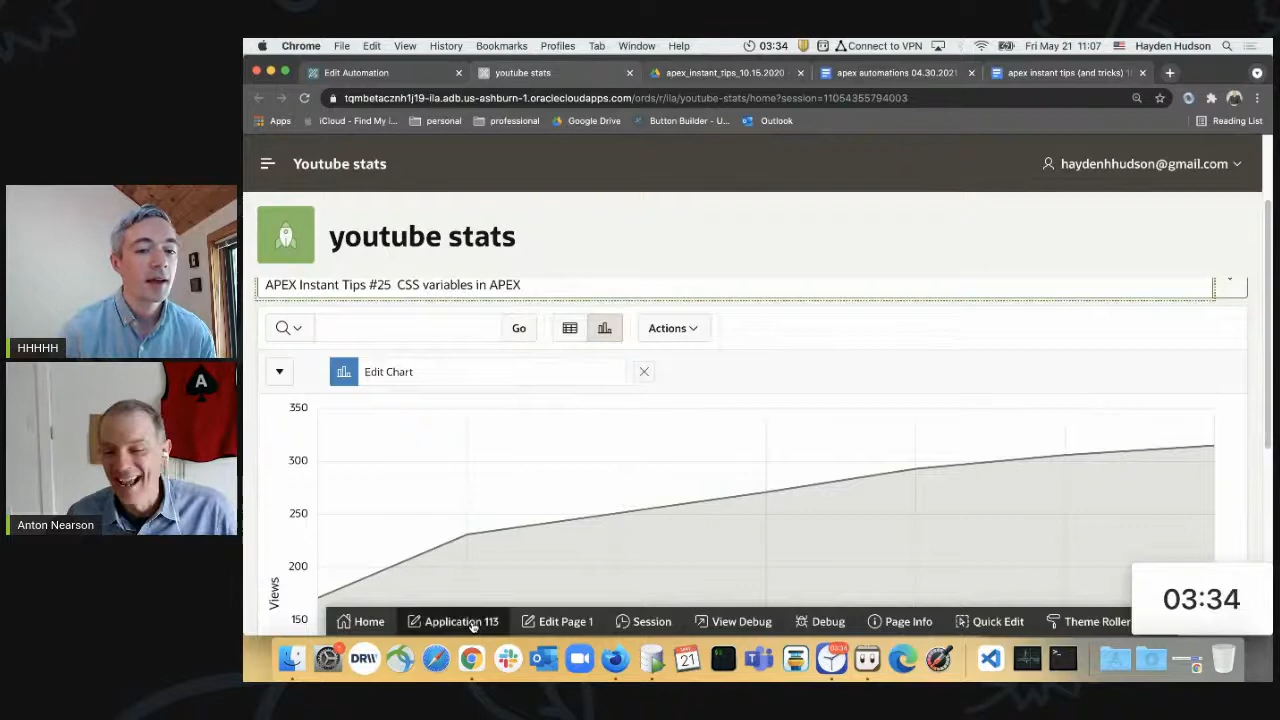 Chrome File Edit View History Bookmarks Profiles Tab Window Help 03:34 Connect to VPN Fri May 21 11:07 Hayden Hudson
Edit Automation youtube stats apex_instant_tips_10.15.2020 apex automations 04.30.2021 apex instant tips (and tricks)
tqmbetacznh1j19-ila.adb.us-ashburn-1.oraclecloudapps.com/ords/r/ila/youtube-stats/home?session=11054355794003
Apps iCloud - Find My i... personal professional Google Drive Button Builder - U... Outlook Reading List
Youtube stats haydenhhudson@gmail.com
youtube stats
APEX Instant Tips #25 CSS variables in APEX
Go Actions
Edit Chart
350
300
250
200
150
Views
Home Application 113 Edit Page 1 Session View Debug Debug Page Info Quick Edit Theme Roller
03:34
DRW 21 03:34
HHHHH
A
Anton Nearson